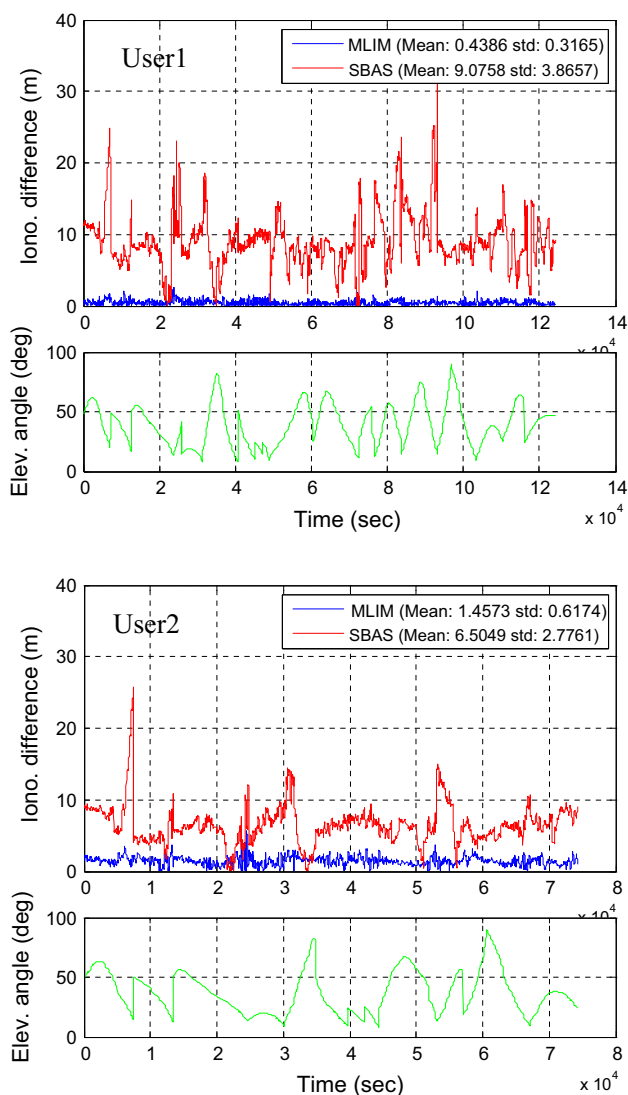 40
30
20
10
0
Iono. difference (m)
User1
MLIM (Mean: 0.4386 std: 0.3165)
SBAS (Mean: 9.0758 std: 3.8657)
0 2 4 6 8 10 12 14
100
50
0
Elev. angle (deg)
0 2 4 6 8 10 12 14
Time (sec)
x 10^4
40
30
20
10
0
Iono. difference (m)
User2
MLIM (Mean: 1.4573 std: 0.6174)
SBAS (Mean: 6.5049 std: 2.7761)
0 1 2 3 4 5 6 7 8
100
50
0
Elev. angle (deg)
0 1 2 3 4 5 6 7 8
Time (sec)
x 10^4